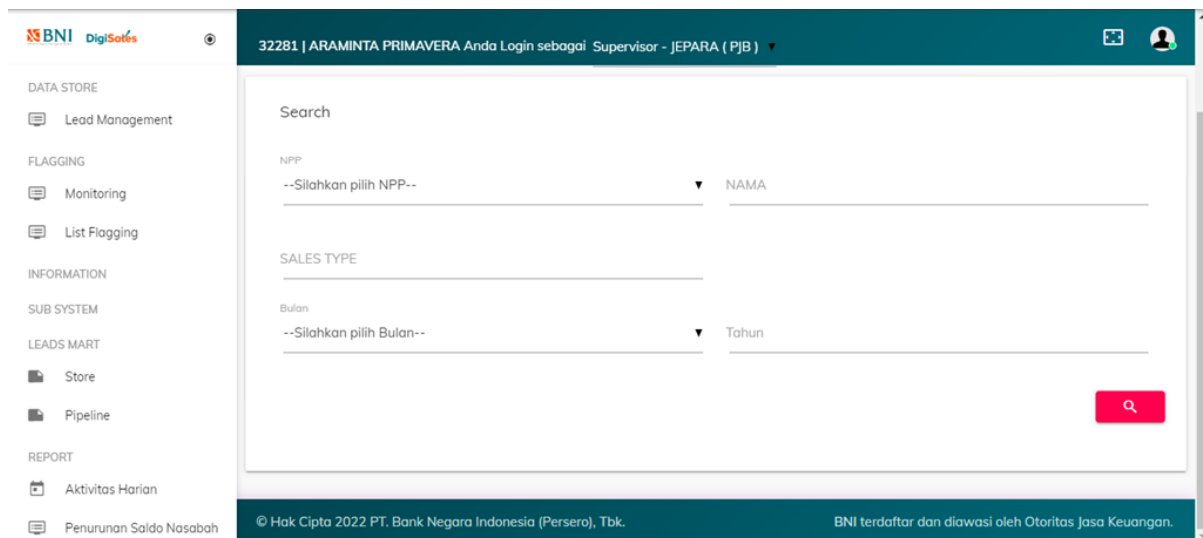 BNI DigiSales
32281 | ARAMINTA PRIMAVERA Anda Login sebagai Supervisor - JEPARA ( PJB )
DATA STORE
Lead Management
FLAGGING
Monitoring
List Flagging
INFORMATION
SUB SYSTEM
LEADS MART
Store
Pipeline
REPORT
Aktivitas Harian
Penurunan Saldo Nasabah
Search
NPP
--Silahkan pilih NPP--
NAMA
SALES TYPE
Bulan
--Silahkan pilih Bulan--
Tahun
© Hak Cipta 2022 PT. Bank Negara Indonesia (Persero), Tbk.
BNI terdaftar dan diawasi oleh Otoritas Jasa Keuangan.